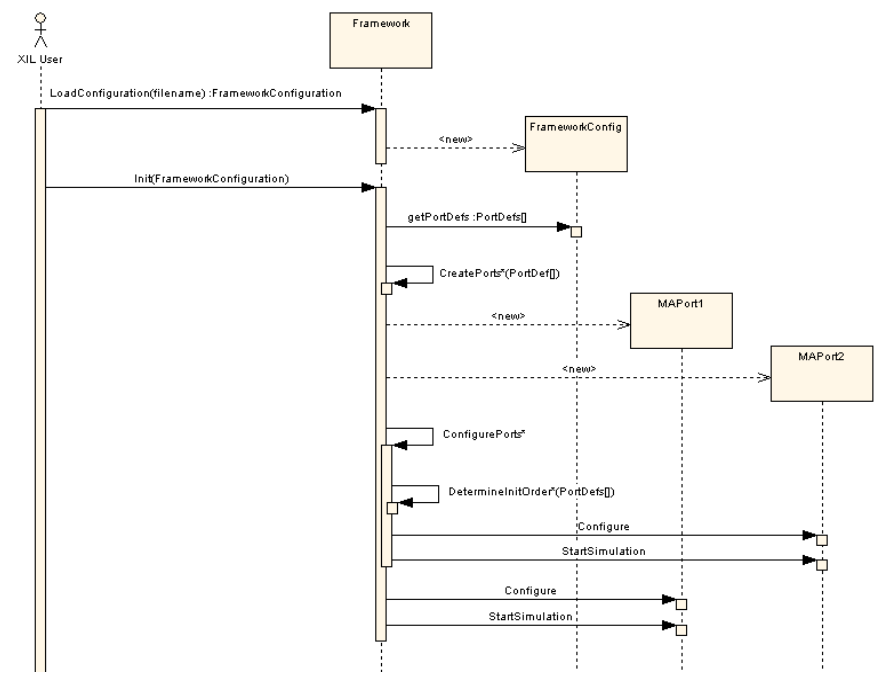 Framework
XIL User
LoadConfiguration(filename) :FrameworkConfiguration
FrameworkConfig
<new>
Init(FrameworkConfiguration)
getPortDefs :PortDefs[]
CreatePorts*(PortDef[])
MAPort1
<new>
MAPort2
<new>
ConfigurePorts*
DetermineInitOrder*(PortDefs[])
Configure
StartSimulation
Configure
StartSimulation